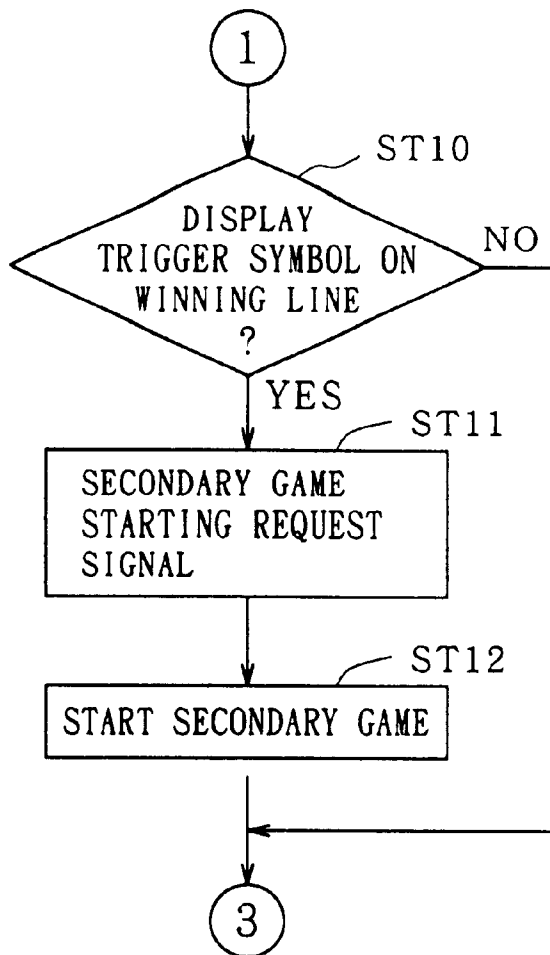 1
ST10
DISPLAY
TRIGGER SYMBOL ON
WINNING LINE
?
NO
YES
ST11
SECONDARY GAME
STARTING REQUEST
SIGNAL
ST12
START SECONDARY GAME
3